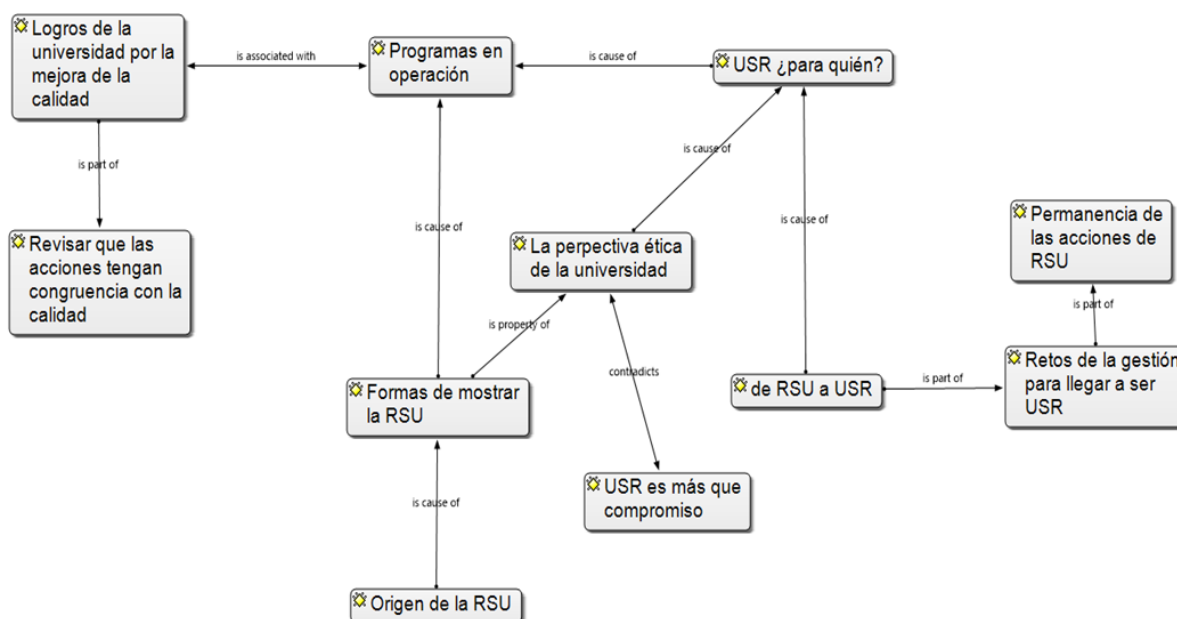 Logros de la
universidad por la
mejora de la
calidad
is associated with
Programas en
operación
is cause of
USR ¿para quién?
is part of
is cause of
Revisar que las
acciones tengan
congruencia con la
calidad
is cause of
is cause of
La perpectiva ética
de la universidad
Permanencia de
las acciones de
RSU
is property of
is part of
contradicts
Formas de mostrar
la RSU
de RSU a USR
is part of
Retos de la gestión
para llegar a ser
USR
is cause of
USR es más que
compromiso
Origen de la RSU